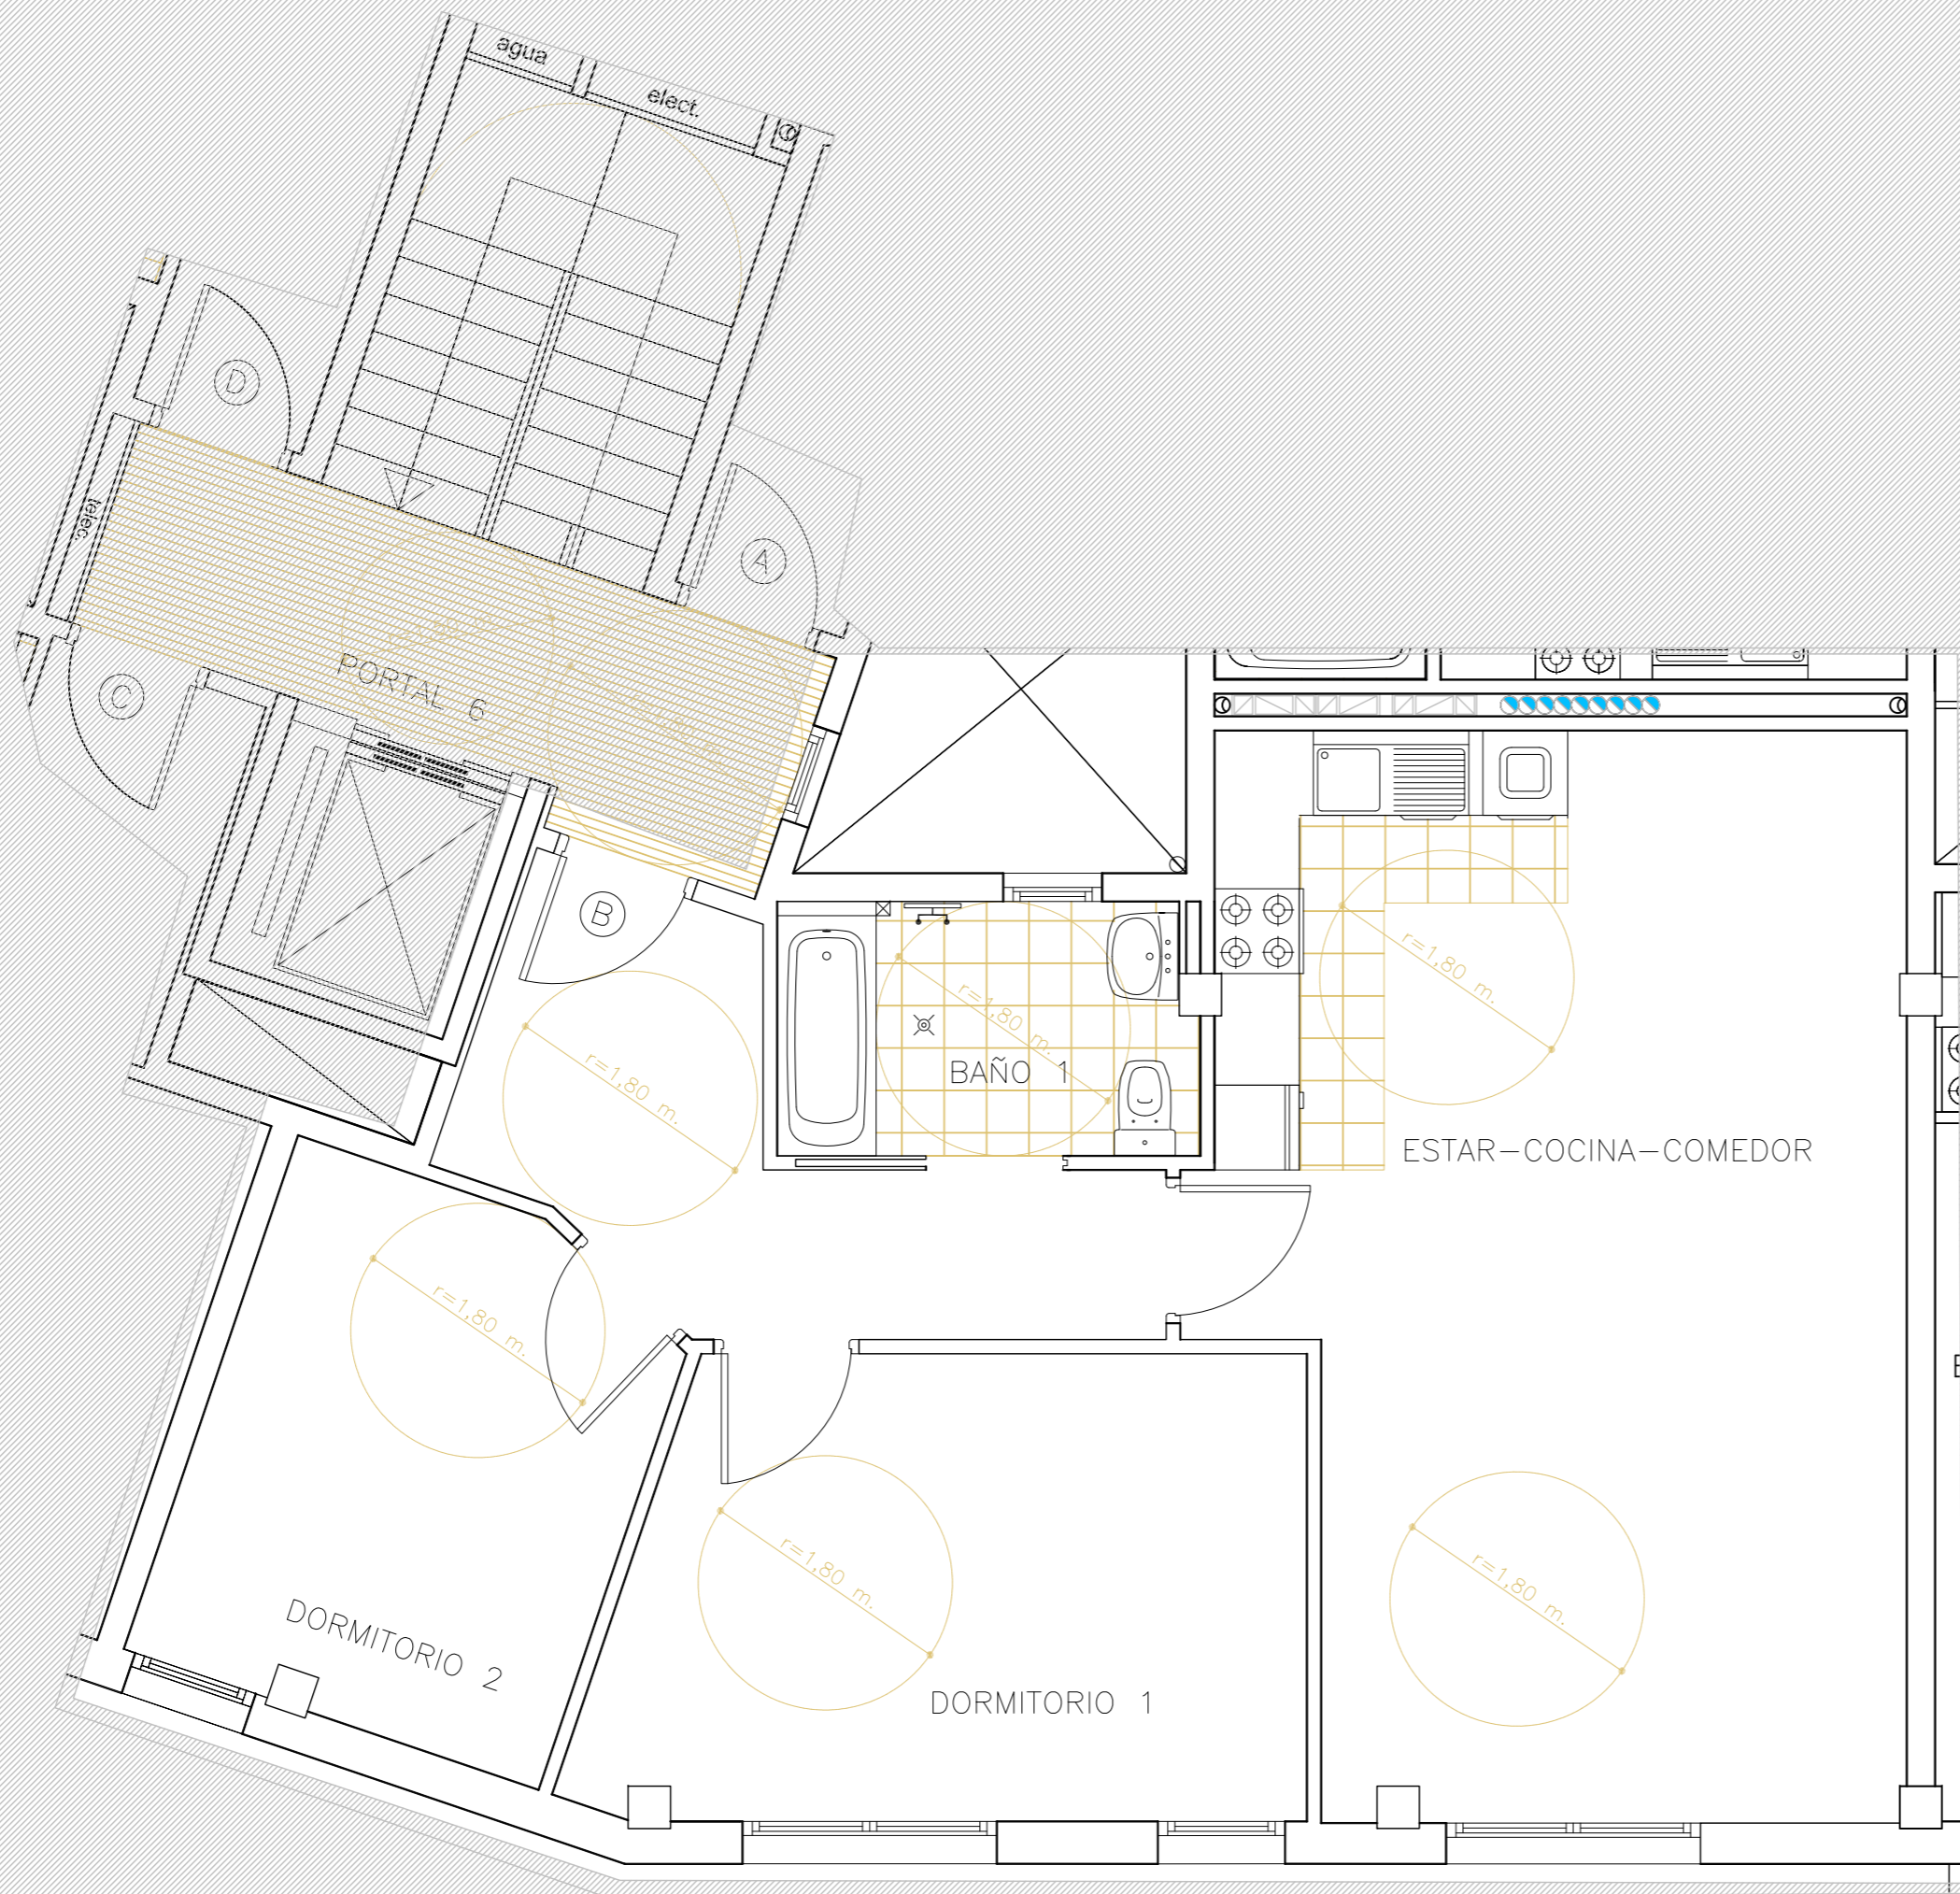 agua
elect.
D
A
telec.
C
PORTAL 6
B
r=1,80 m.
r=1,80 m.
r=1,80 m.
BAÑO 1
ESTAR-COCINA-COMEDOR
r=1,80 m.
r=1,80 m.
r=1,80 m.
DORMITORIO 2
DORMITORIO 1